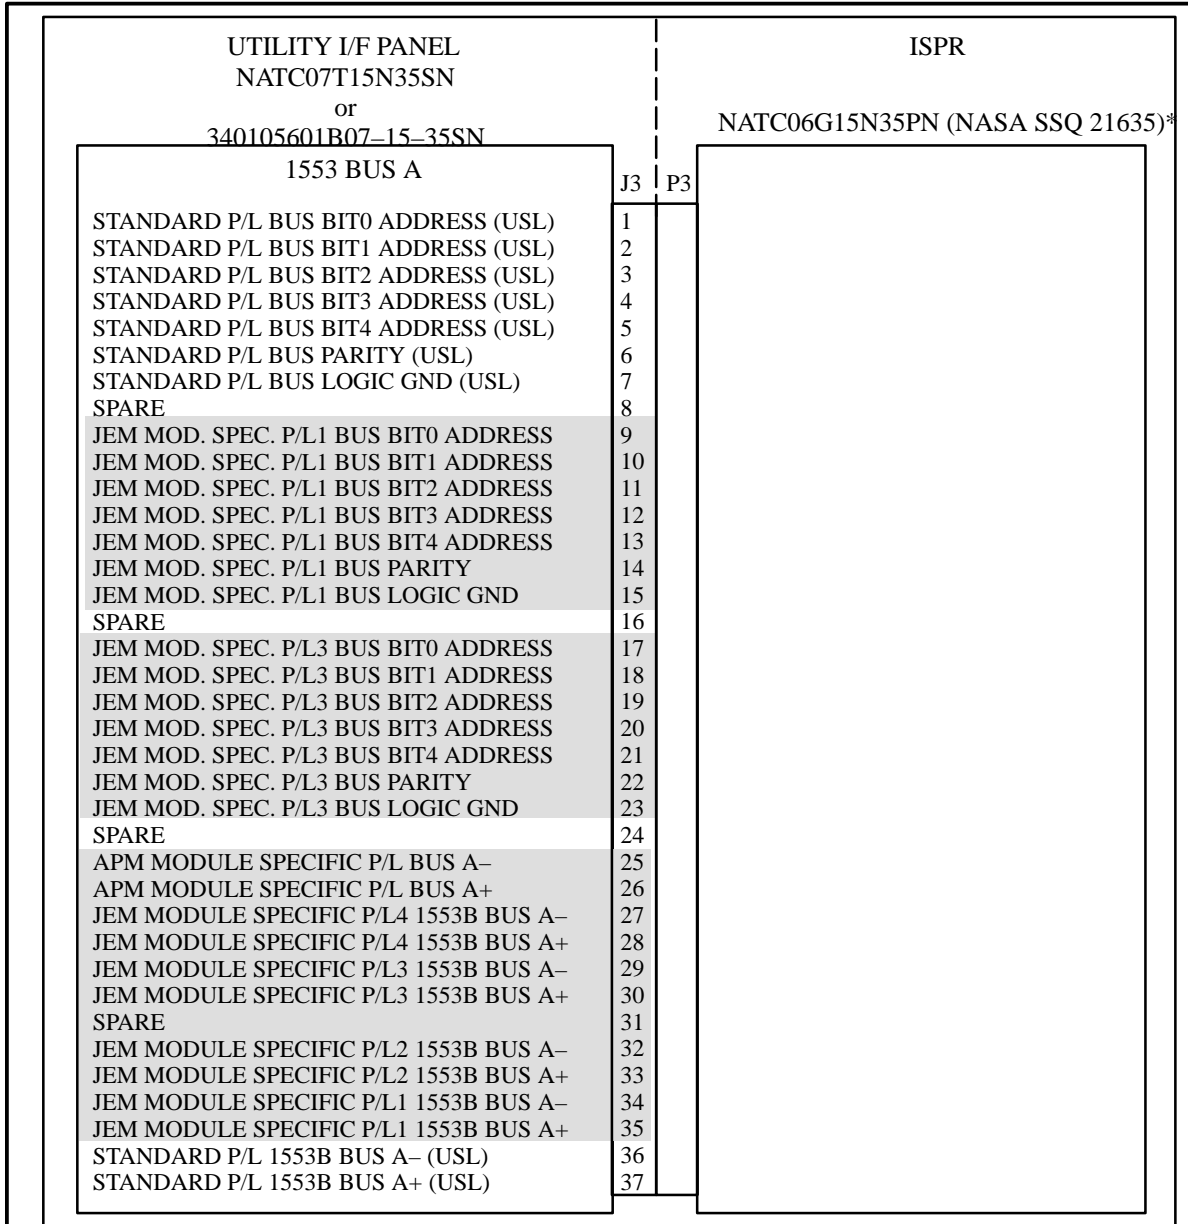 UTILITY I/F PANEL
NATC07T15N35SN
or
340105601B07–15–35SN
ISPR
NATC06G15N35PN (NASA SSQ 21635)*
1553 BUS A
J3 P3
STANDARD P/L BUS BIT0 ADDRESS (USL) 1
STANDARD P/L BUS BIT1 ADDRESS (USL) 2
STANDARD P/L BUS BIT2 ADDRESS (USL) 3
STANDARD P/L BUS BIT3 ADDRESS (USL) 4
STANDARD P/L BUS BIT4 ADDRESS (USL) 5
STANDARD P/L BUS PARITY (USL) 6
STANDARD P/L BUS LOGIC GND (USL) 7
SPARE 8
JEM MOD. SPEC. P/L1 BUS BIT0 ADDRESS 9
JEM MOD. SPEC. P/L1 BUS BIT1 ADDRESS 10
JEM MOD. SPEC. P/L1 BUS BIT2 ADDRESS 11
JEM MOD. SPEC. P/L1 BUS BIT3 ADDRESS 12
JEM MOD. SPEC. P/L1 BUS BIT4 ADDRESS 13
JEM MOD. SPEC. P/L1 BUS PARITY 14
JEM MOD. SPEC. P/L1 BUS LOGIC GND 15
SPARE 16
JEM MOD. SPEC. P/L3 BUS BIT0 ADDRESS 17
JEM MOD. SPEC. P/L3 BUS BIT1 ADDRESS 18
JEM MOD. SPEC. P/L3 BUS BIT2 ADDRESS 19
JEM MOD. SPEC. P/L3 BUS BIT3 ADDRESS 20
JEM MOD. SPEC. P/L3 BUS BIT4 ADDRESS 21
JEM MOD. SPEC. P/L3 BUS PARITY 22
JEM MOD. SPEC. P/L3 BUS LOGIC GND 23
SPARE 24
APM MODULE SPECIFIC P/L BUS A– 25
APM MODULE SPECIFIC P/L BUS A+ 26
JEM MODULE SPECIFIC P/L4 1553B BUS A– 27
JEM MODULE SPECIFIC P/L4 1553B BUS A+ 28
JEM MODULE SPECIFIC P/L3 1553B BUS A– 29
JEM MODULE SPECIFIC P/L3 1553B BUS A+ 30
SPARE 31
JEM MODULE SPECIFIC P/L2 1553B BUS A– 32
JEM MODULE SPECIFIC P/L2 1553B BUS A+ 33
JEM MODULE SPECIFIC P/L1 1553B BUS A– 34
JEM MODULE SPECIFIC P/L1 1553B BUS A+ 35
STANDARD P/L 1553B BUS A– (USL) 36
STANDARD P/L 1553B BUS A+ (USL) 37